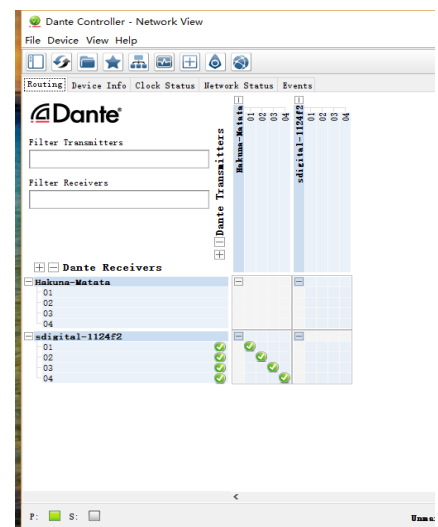 Dante Controller - Network View
File Device View Help
Routing Device Info Clock Status Network Status Events
Dante
Filter Transmitters
Filter Receivers
Dante Transmitters
Hakuna-Matata
01
02
03
04
sdigital-1124f2
01
02
03
04
Dante Receivers
Hakuna-Matata
01
02
03
04
sdigital-1124f2
01
02
03
04
P: S: